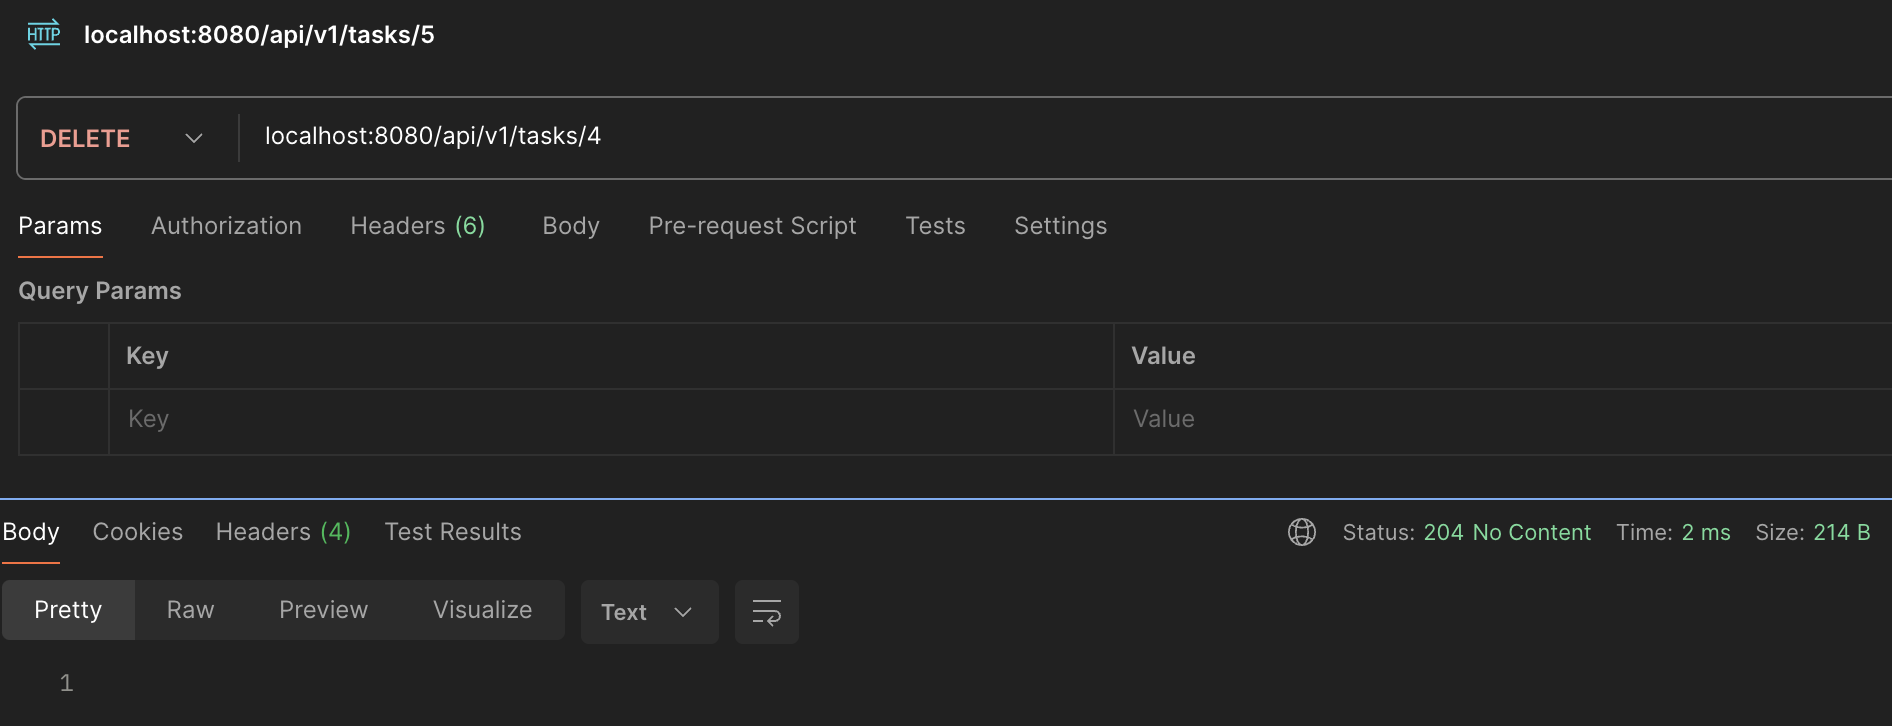 HTTP localhost:8080/api/v1/tasks/5
DELETE localhost:8080/api/v1/tasks/4
Params Authorization Headers (6) Body Pre-request Script Tests Settings
Query Params
Key Value
Key Value
Body Cookies Headers (4) Test Results Status: 204 No Content Time: 2 ms Size: 214 B
Pretty Raw Preview Visualize Text
1